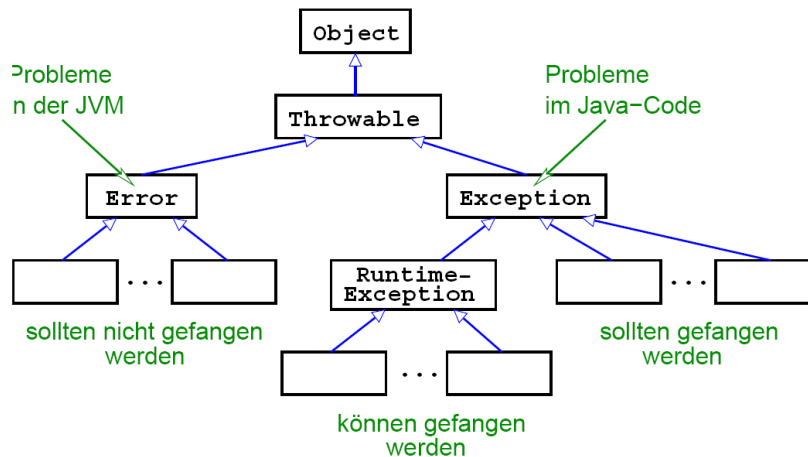 Object
Probleme
n der JVM
Probleme
im Java-Code
Throwable
Error
Exception
...
Runtime-
Exception
...
sollten nicht gefangen
werden
sollten gefangen
werden
...
können gefangen
werden